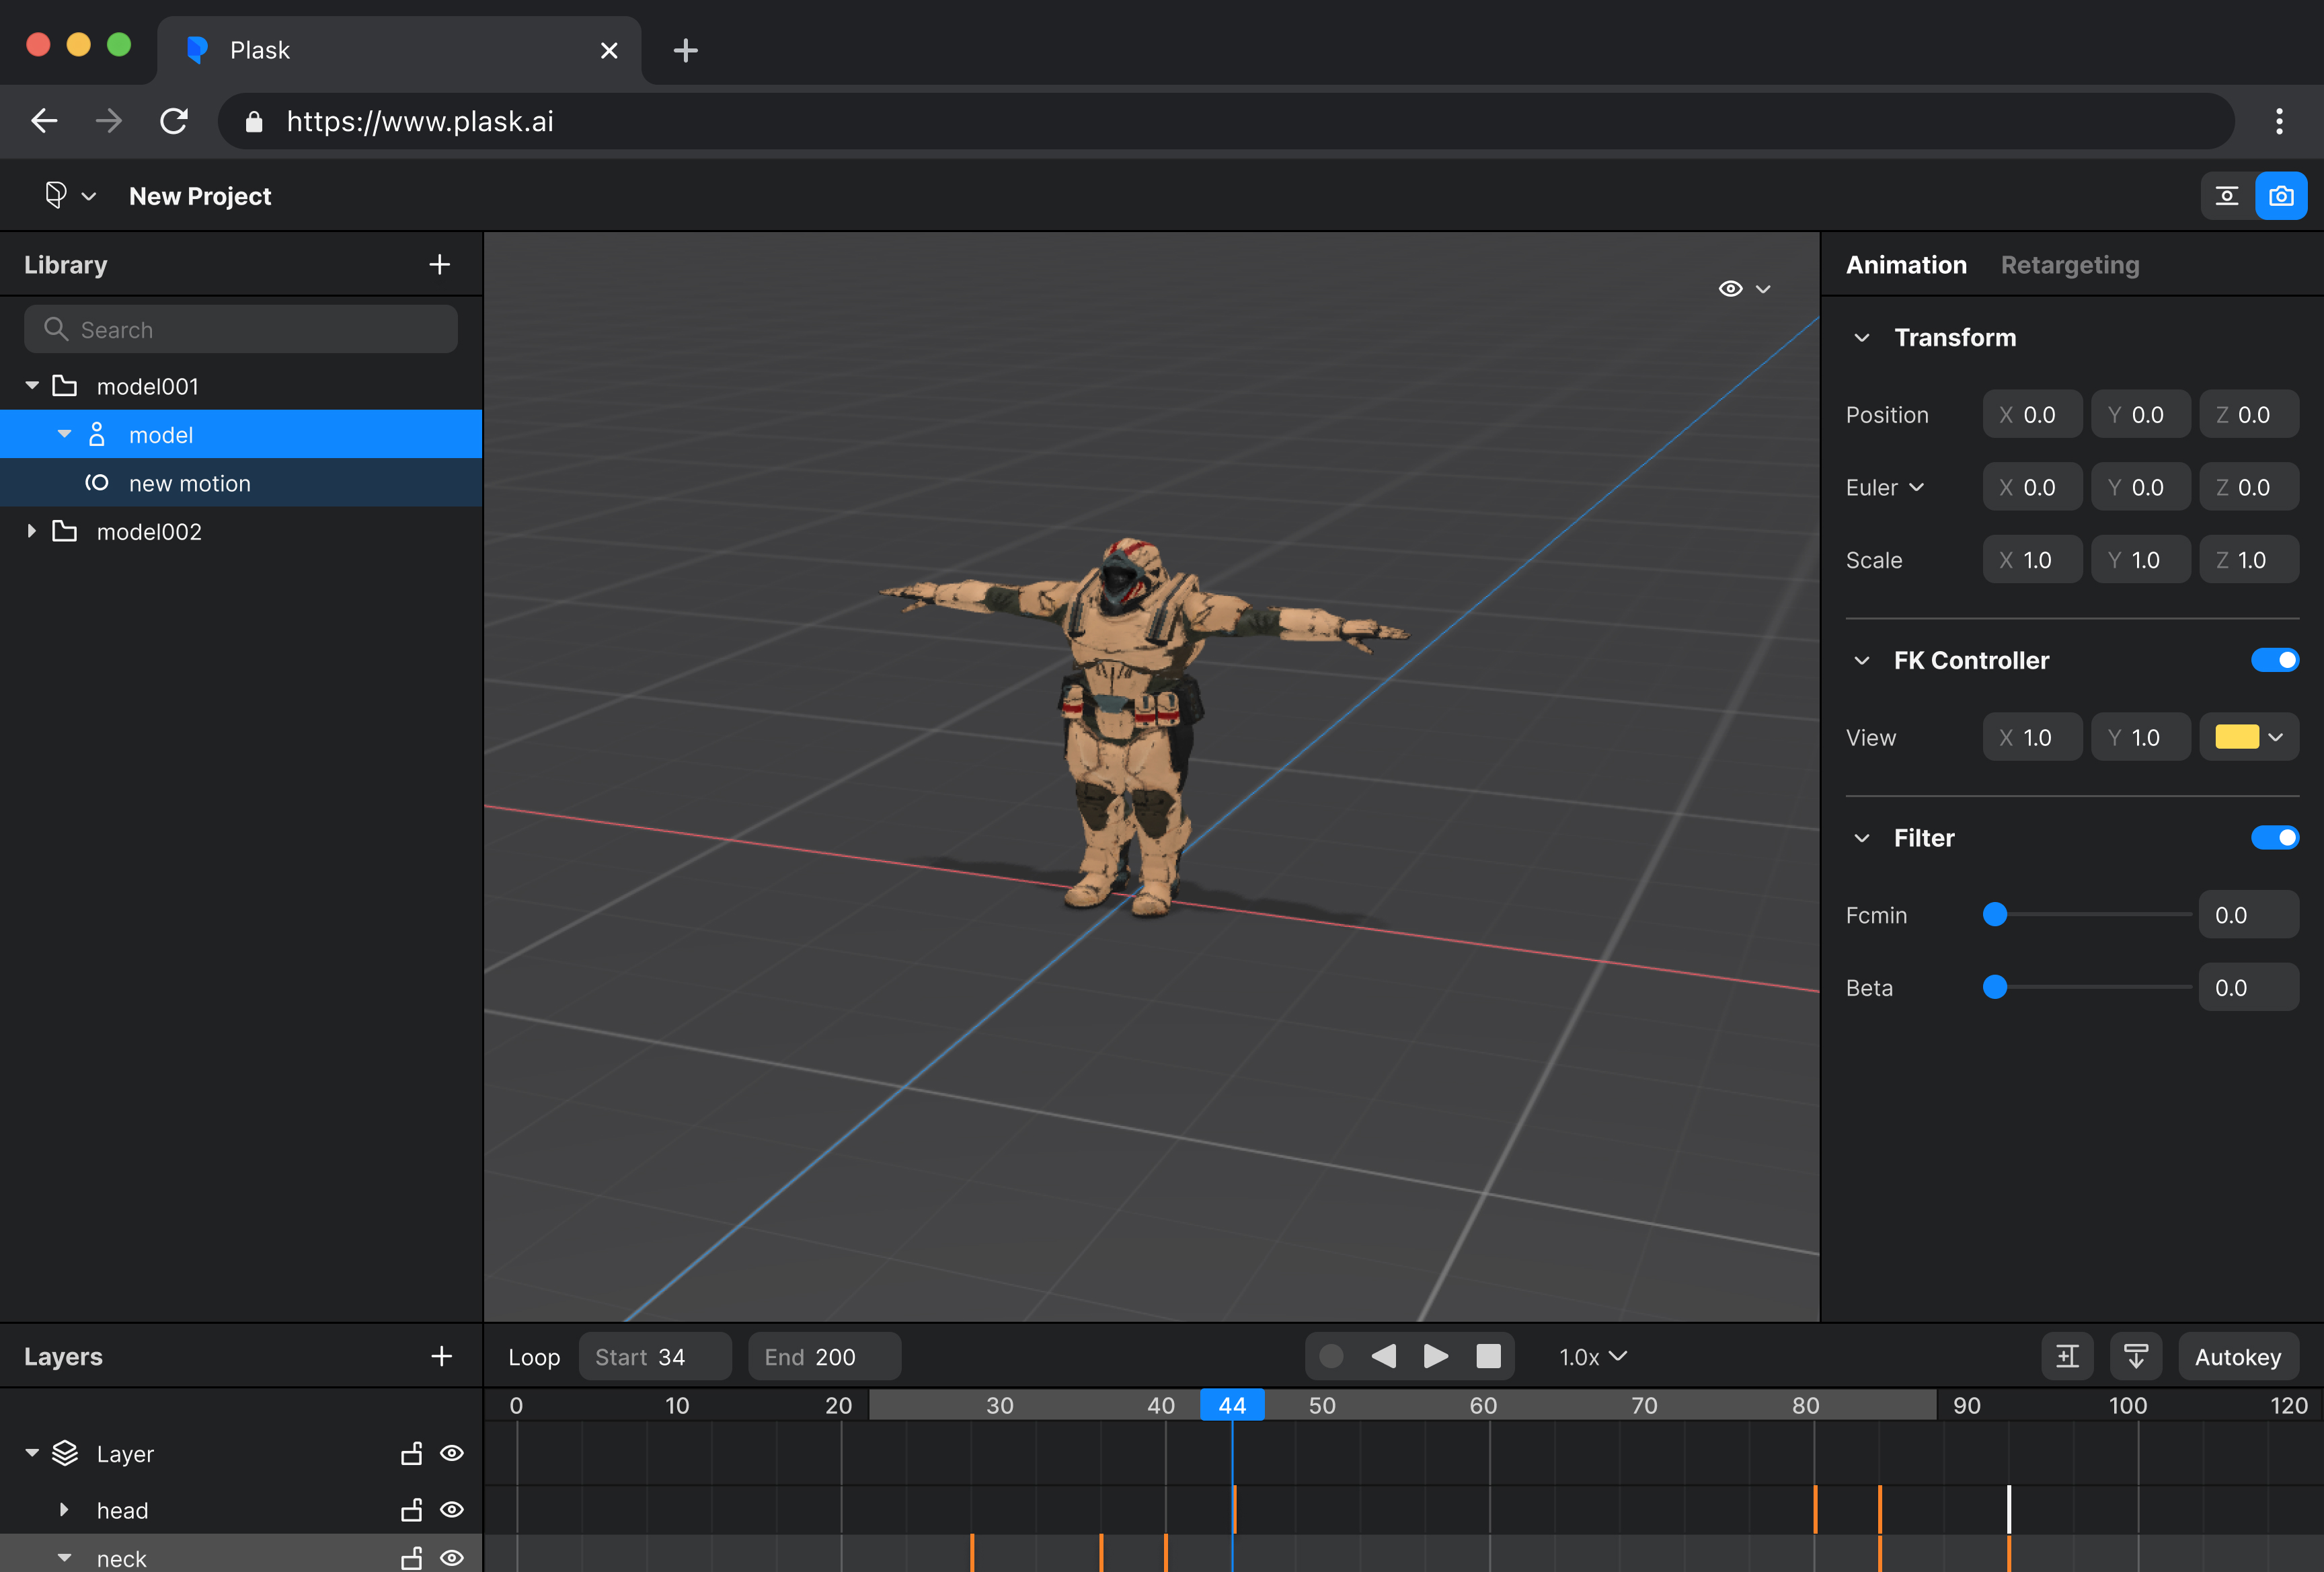 Plask
https://www.plask.ai
New Project
Library
Search
model001
model
new motion
model002
Animation Retargeting
Transform
Position X 0.0 Y 0.0 Z 0.0
Euler X 0.0 Y 0.0 Z 0.0
Scale X 1.0 Y 1.0 Z 1.0
FK Controller
View X 1.0 Y 1.0
Filter
Fcmin 0.0
Beta 0.0
Layers
Loop Start 34 End 200 1.0x Autokey
0 10 20 30 40 44 50 60 70 80 90 100 120
Layer
head
neck